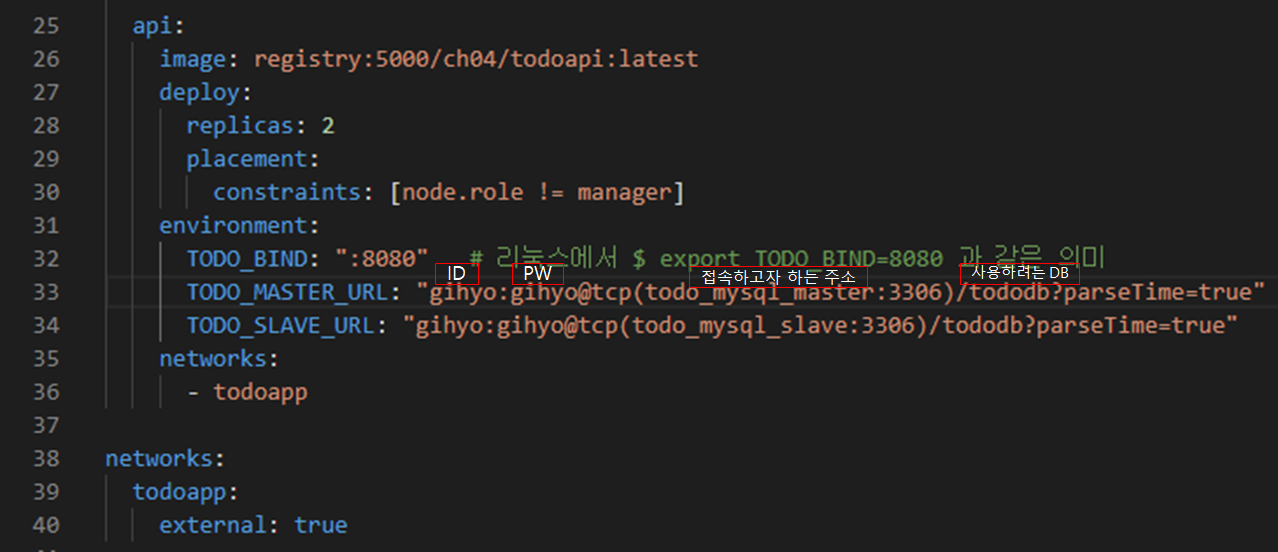 25 api:
26 image: registry:5000/ch04/todoapi:latest
27 deploy:
28 replicas: 2
29 placement:
30 constraints: [node.role != manager]
31 environment:
32 TODO_BIND: ":8080" # 리눅스에서 $ export TODO_BIND=8080 과 같은 의미
ID PW 접속하고자 하는 주소 사용하려는 DB
33 TODO_MASTER_URL: "gihyo:gihyo@tcp(todo_mysql_master:3306)/tododb?parseTime=true"
34 TODO_SLAVE_URL: "gihyo:gihyo@tcp(todo_mysql_slave:3306)/tododb?parseTime=true"
35 networks:
36 - todoapp
37
38 networks:
39 todoapp:
40 external: true